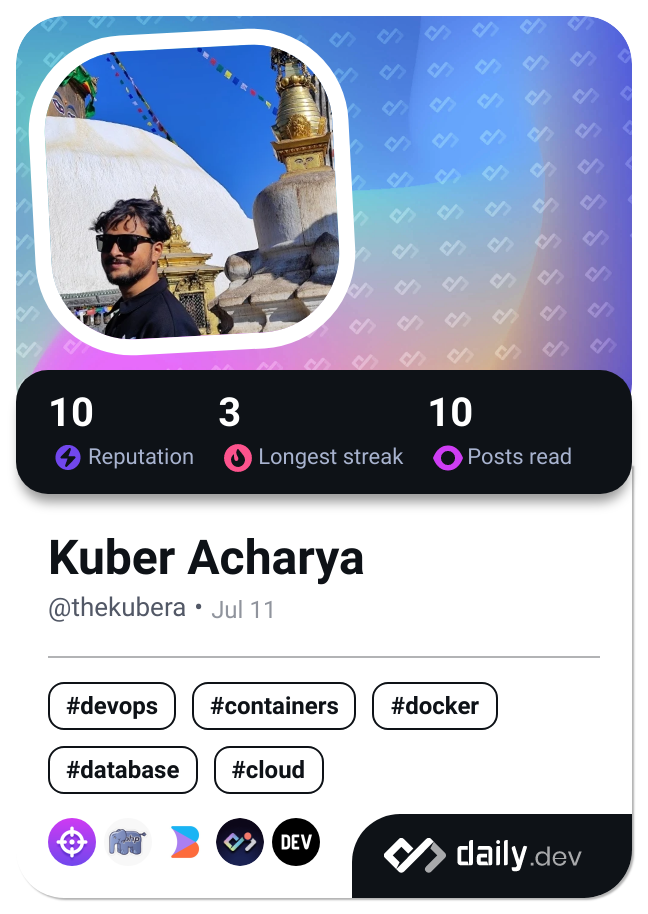 10 3 10
Reputation Longest streak Posts read
Kuber Acharya
@thekubera • Jul 11
#devops #containers #docker
#database #cloud
php DEV
daily.dev